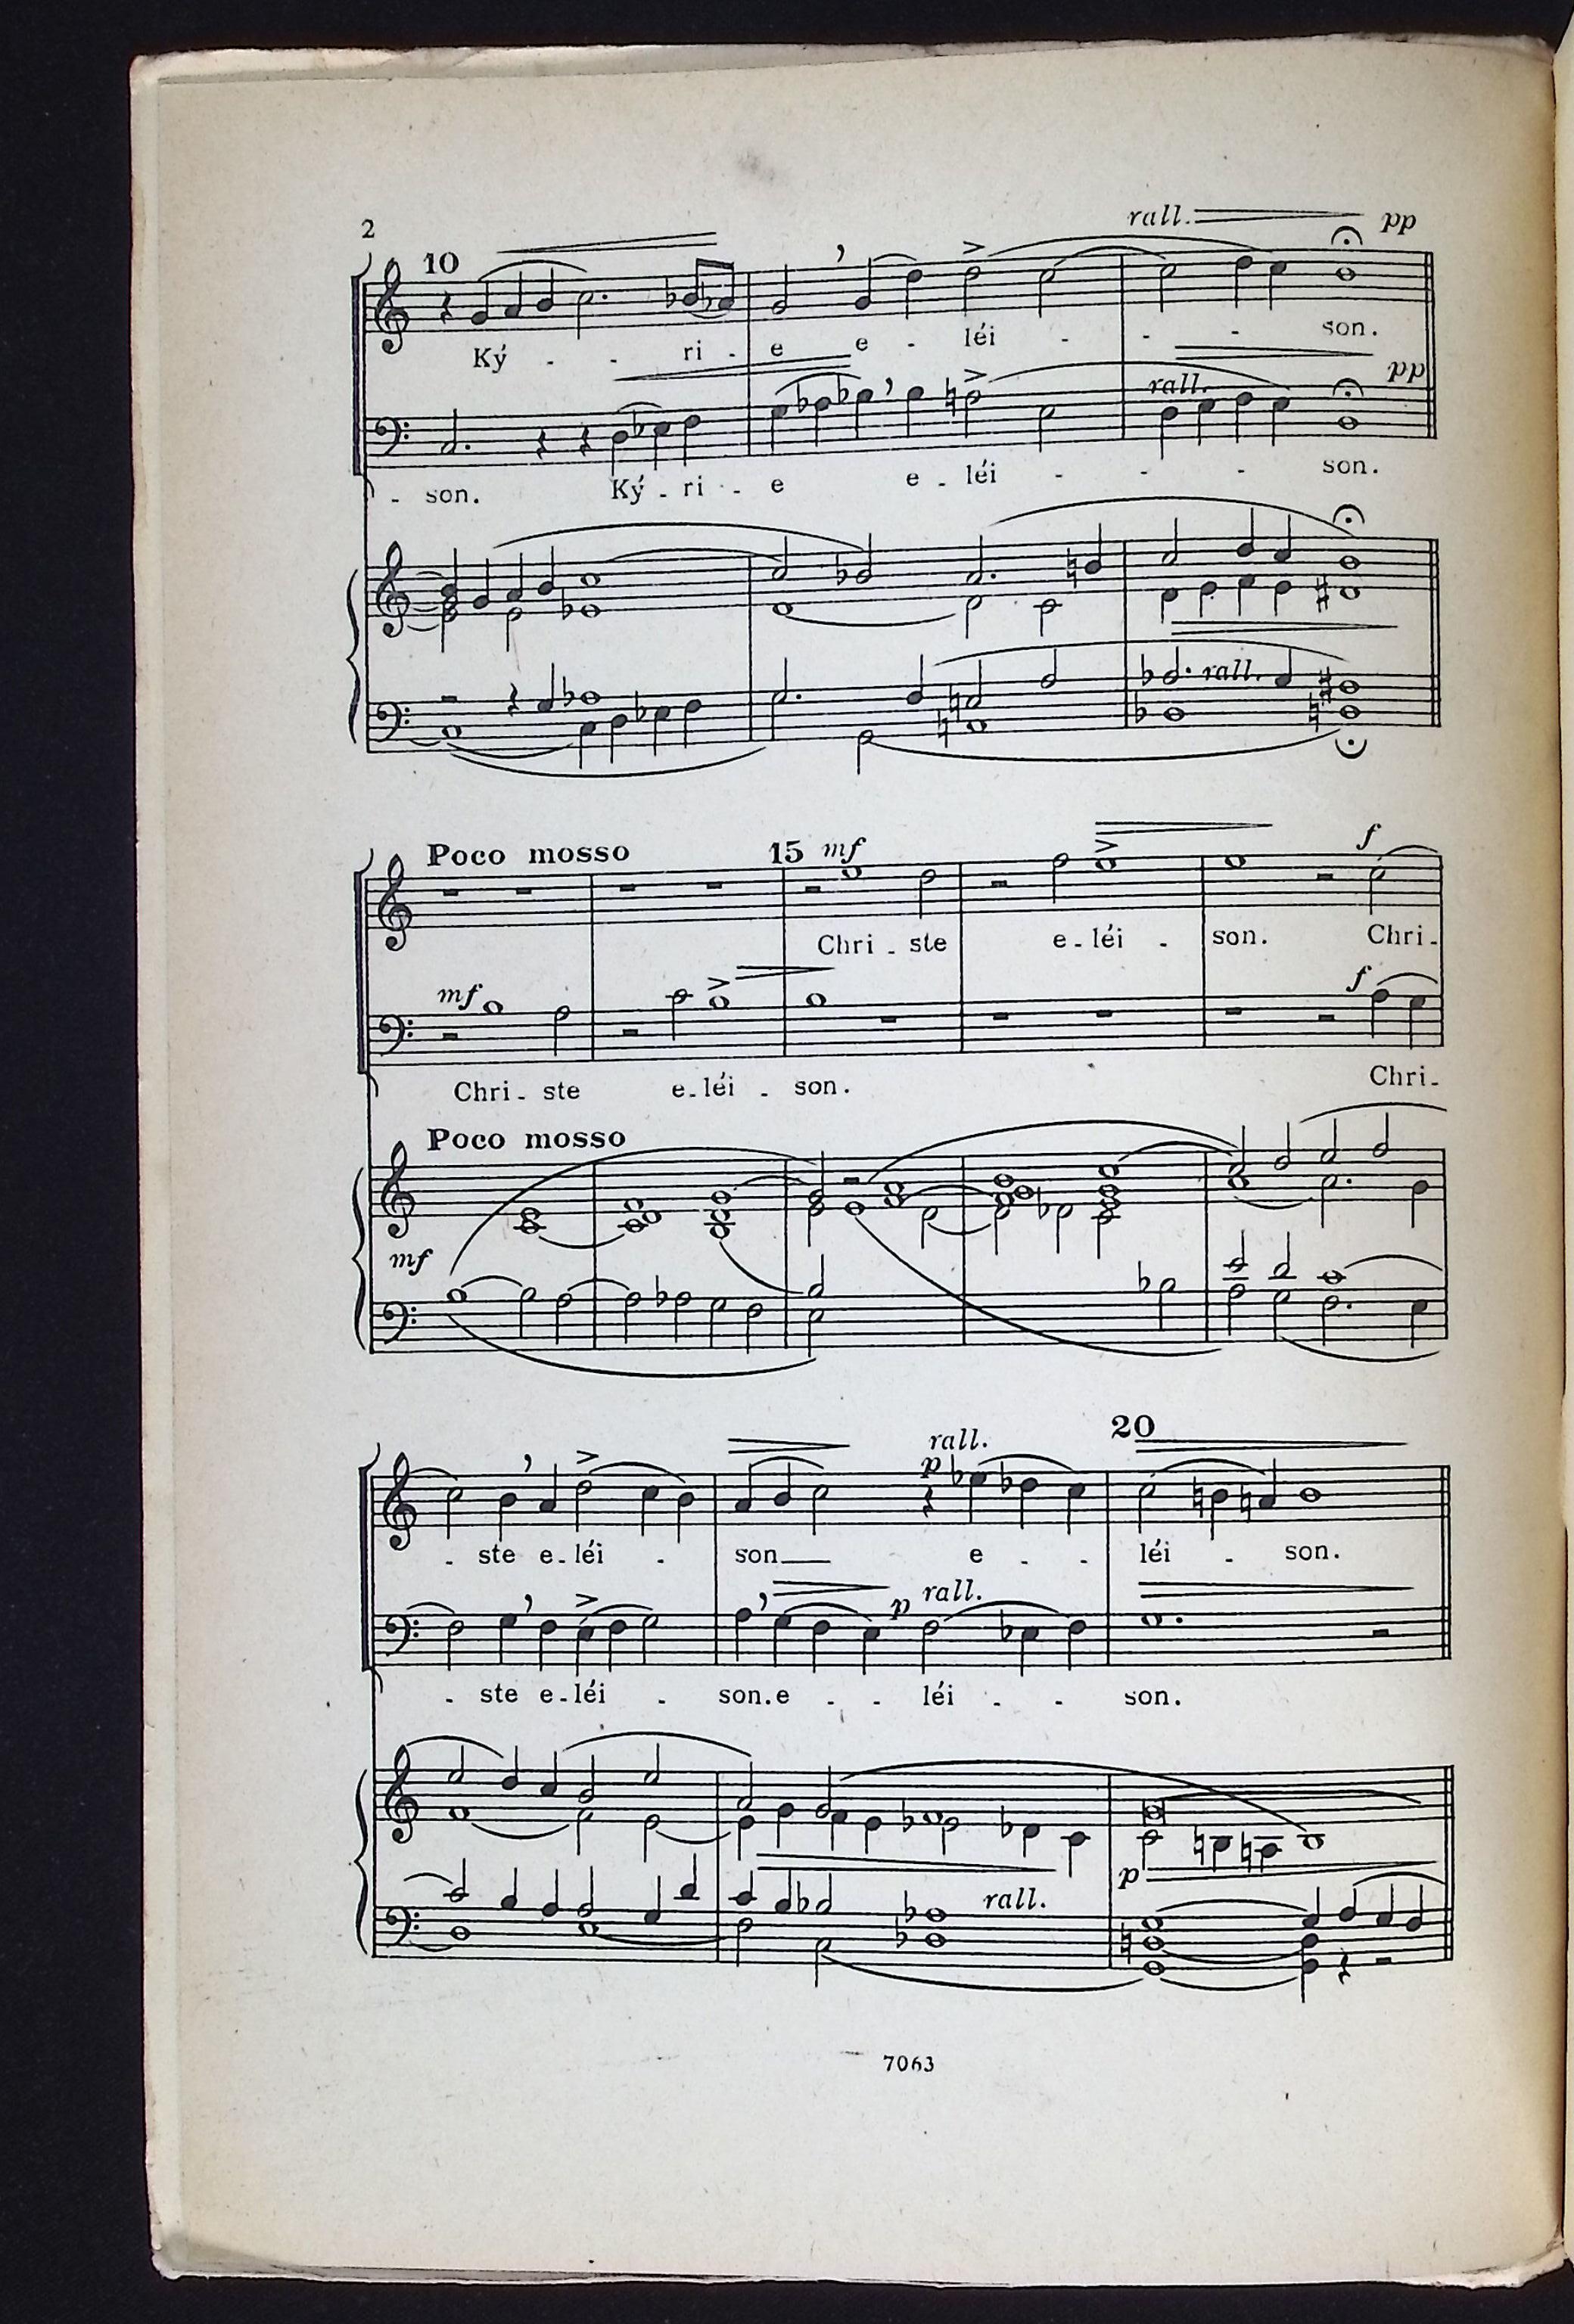 2
rall. pp
10
Ký - - ri - e e - léi - - - son.
rall. pp
- son. Ký - ri - e e - léi - - - son.
rall.
Poco mosso 15 mf f
Chri - ste e - léi - son. Chri -
mf f
Chri - ste e - léi - son. Chri -
Poco mosso
mf
20
rall.
p
- ste e - léi - son e - - léi - son.
p rall.
- ste e - léi - son. e - - léi - - son.
p
rall.
7063